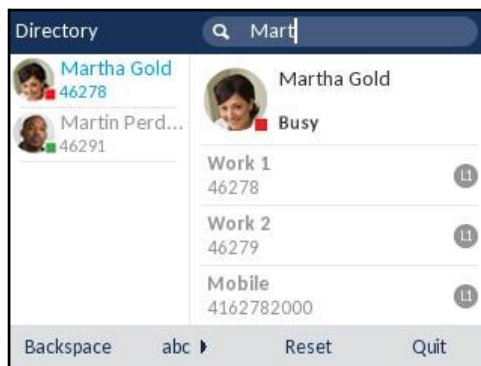 Directory
Mart
Martha Gold
46278
Martin Perd...
46291
Martha Gold
Busy
Work 1
46278
L1
Work 2
46279
L1
Mobile
4162782000
L1
Backspace abc Reset Quit